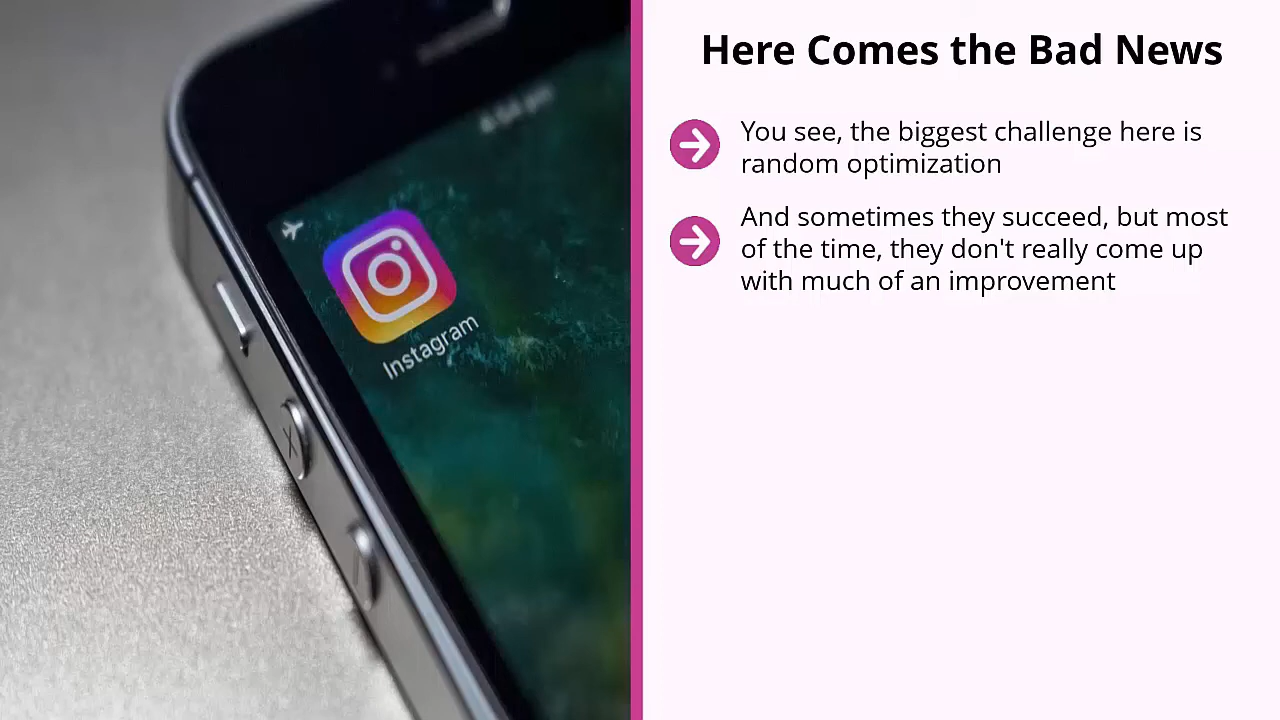 Here Comes the Bad News
You see, the biggest challenge here is
random optimization
And sometimes they succeed, but most
of the time, they don't really come up
with much of an improvement
Instagram